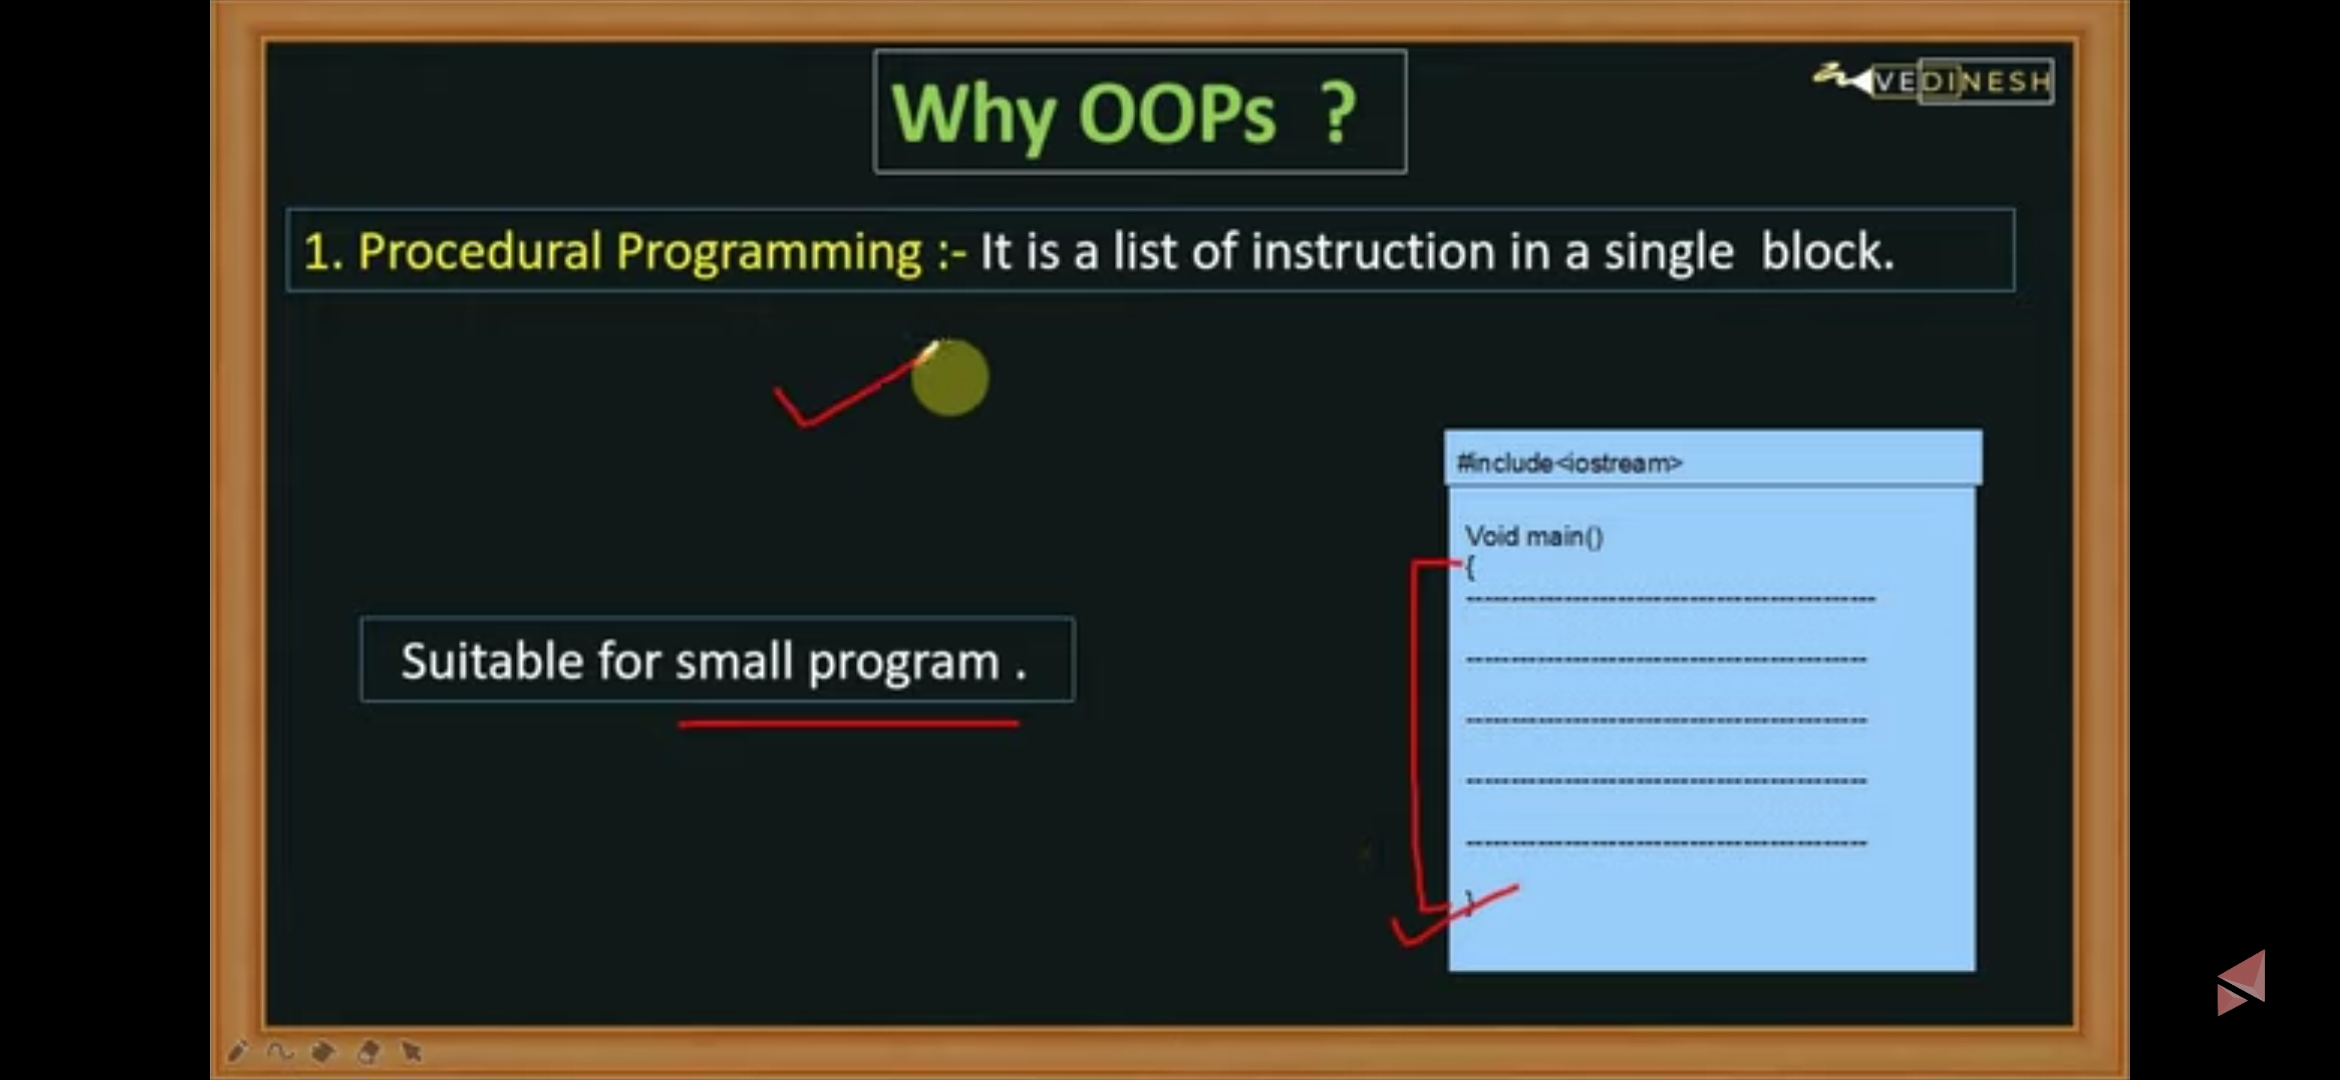 Why OOPs ?
VEDINESH
1. Procedural Programming :- It is a list of instruction in a single block.
#include<iostream>
Void main()
{
Suitable for small program .
}